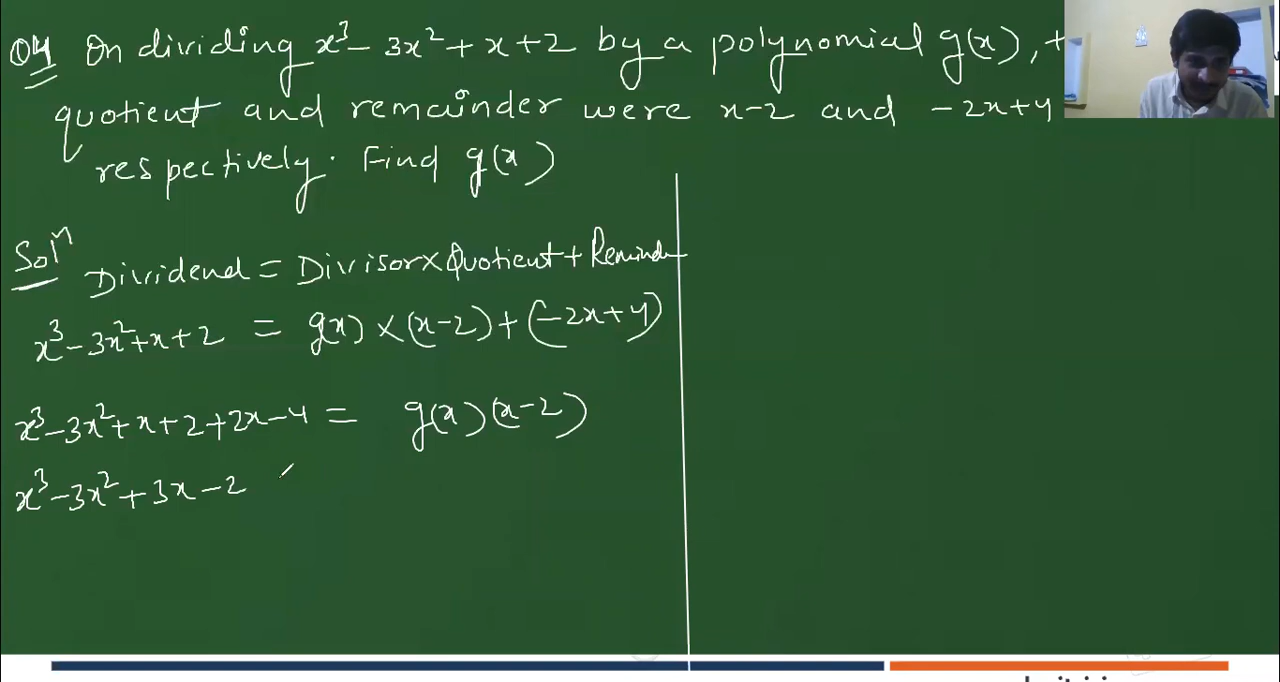 Q4 On dividing x³ - 3x² + x + 2 by a polynomial g(x),
quotient and remainder were x-2 and -2x+4
respectively. Find g(x)
Solⁿ Dividend = Divisor × Quotient + Reminder
x³ - 3x² + x + 2 = g(x) × (x-2) + (-2x+4)
x³ - 3x² + x + 2 + 2x - 4 = g(x)(x-2)
x³ - 3x² + 3x - 2